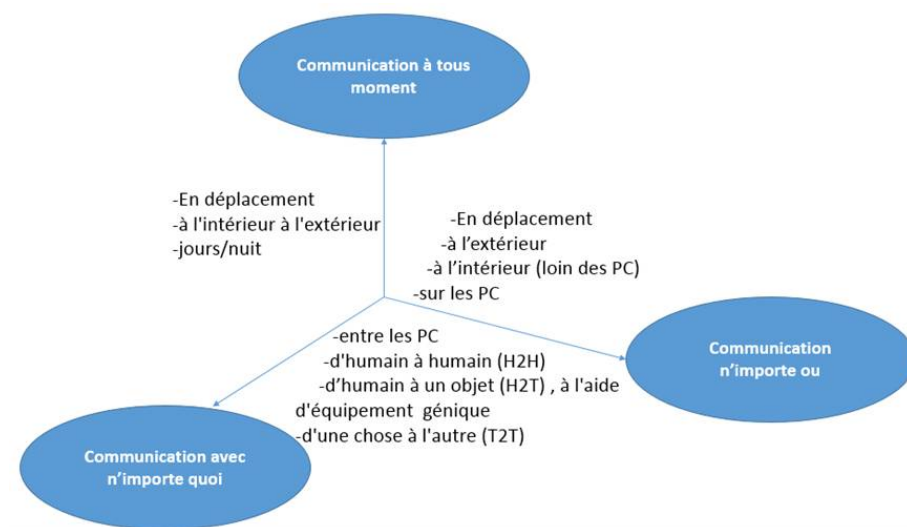 Communication à tous
moment
-En déplacement
-à l'intérieur à l'extérieur
-jours/nuit
-En déplacement
-à l’extérieur
-à l’intérieur (loin des PC)
-sur les PC
Communication
n’importe ou
-entre les PC
-d'humain à humain (H2H)
-d’humain à un objet (H2T) , à l'aide
d'équipement génique
-d'une chose à l'autre (T2T)
Communication avec
n’importe quoi